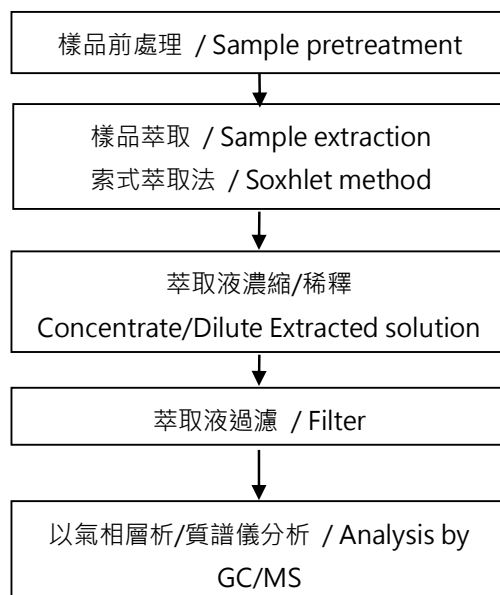 樣品前處理 / Sample pretreatment
樣品萃取 / Sample extraction
索式萃取法 / Soxhlet method
萃取液濃縮/稀釋
Concentrate/Dilute Extracted solution
萃取液過濾 / Filter
以氣相層析/質譜儀分析 / Analysis by
GC/MS